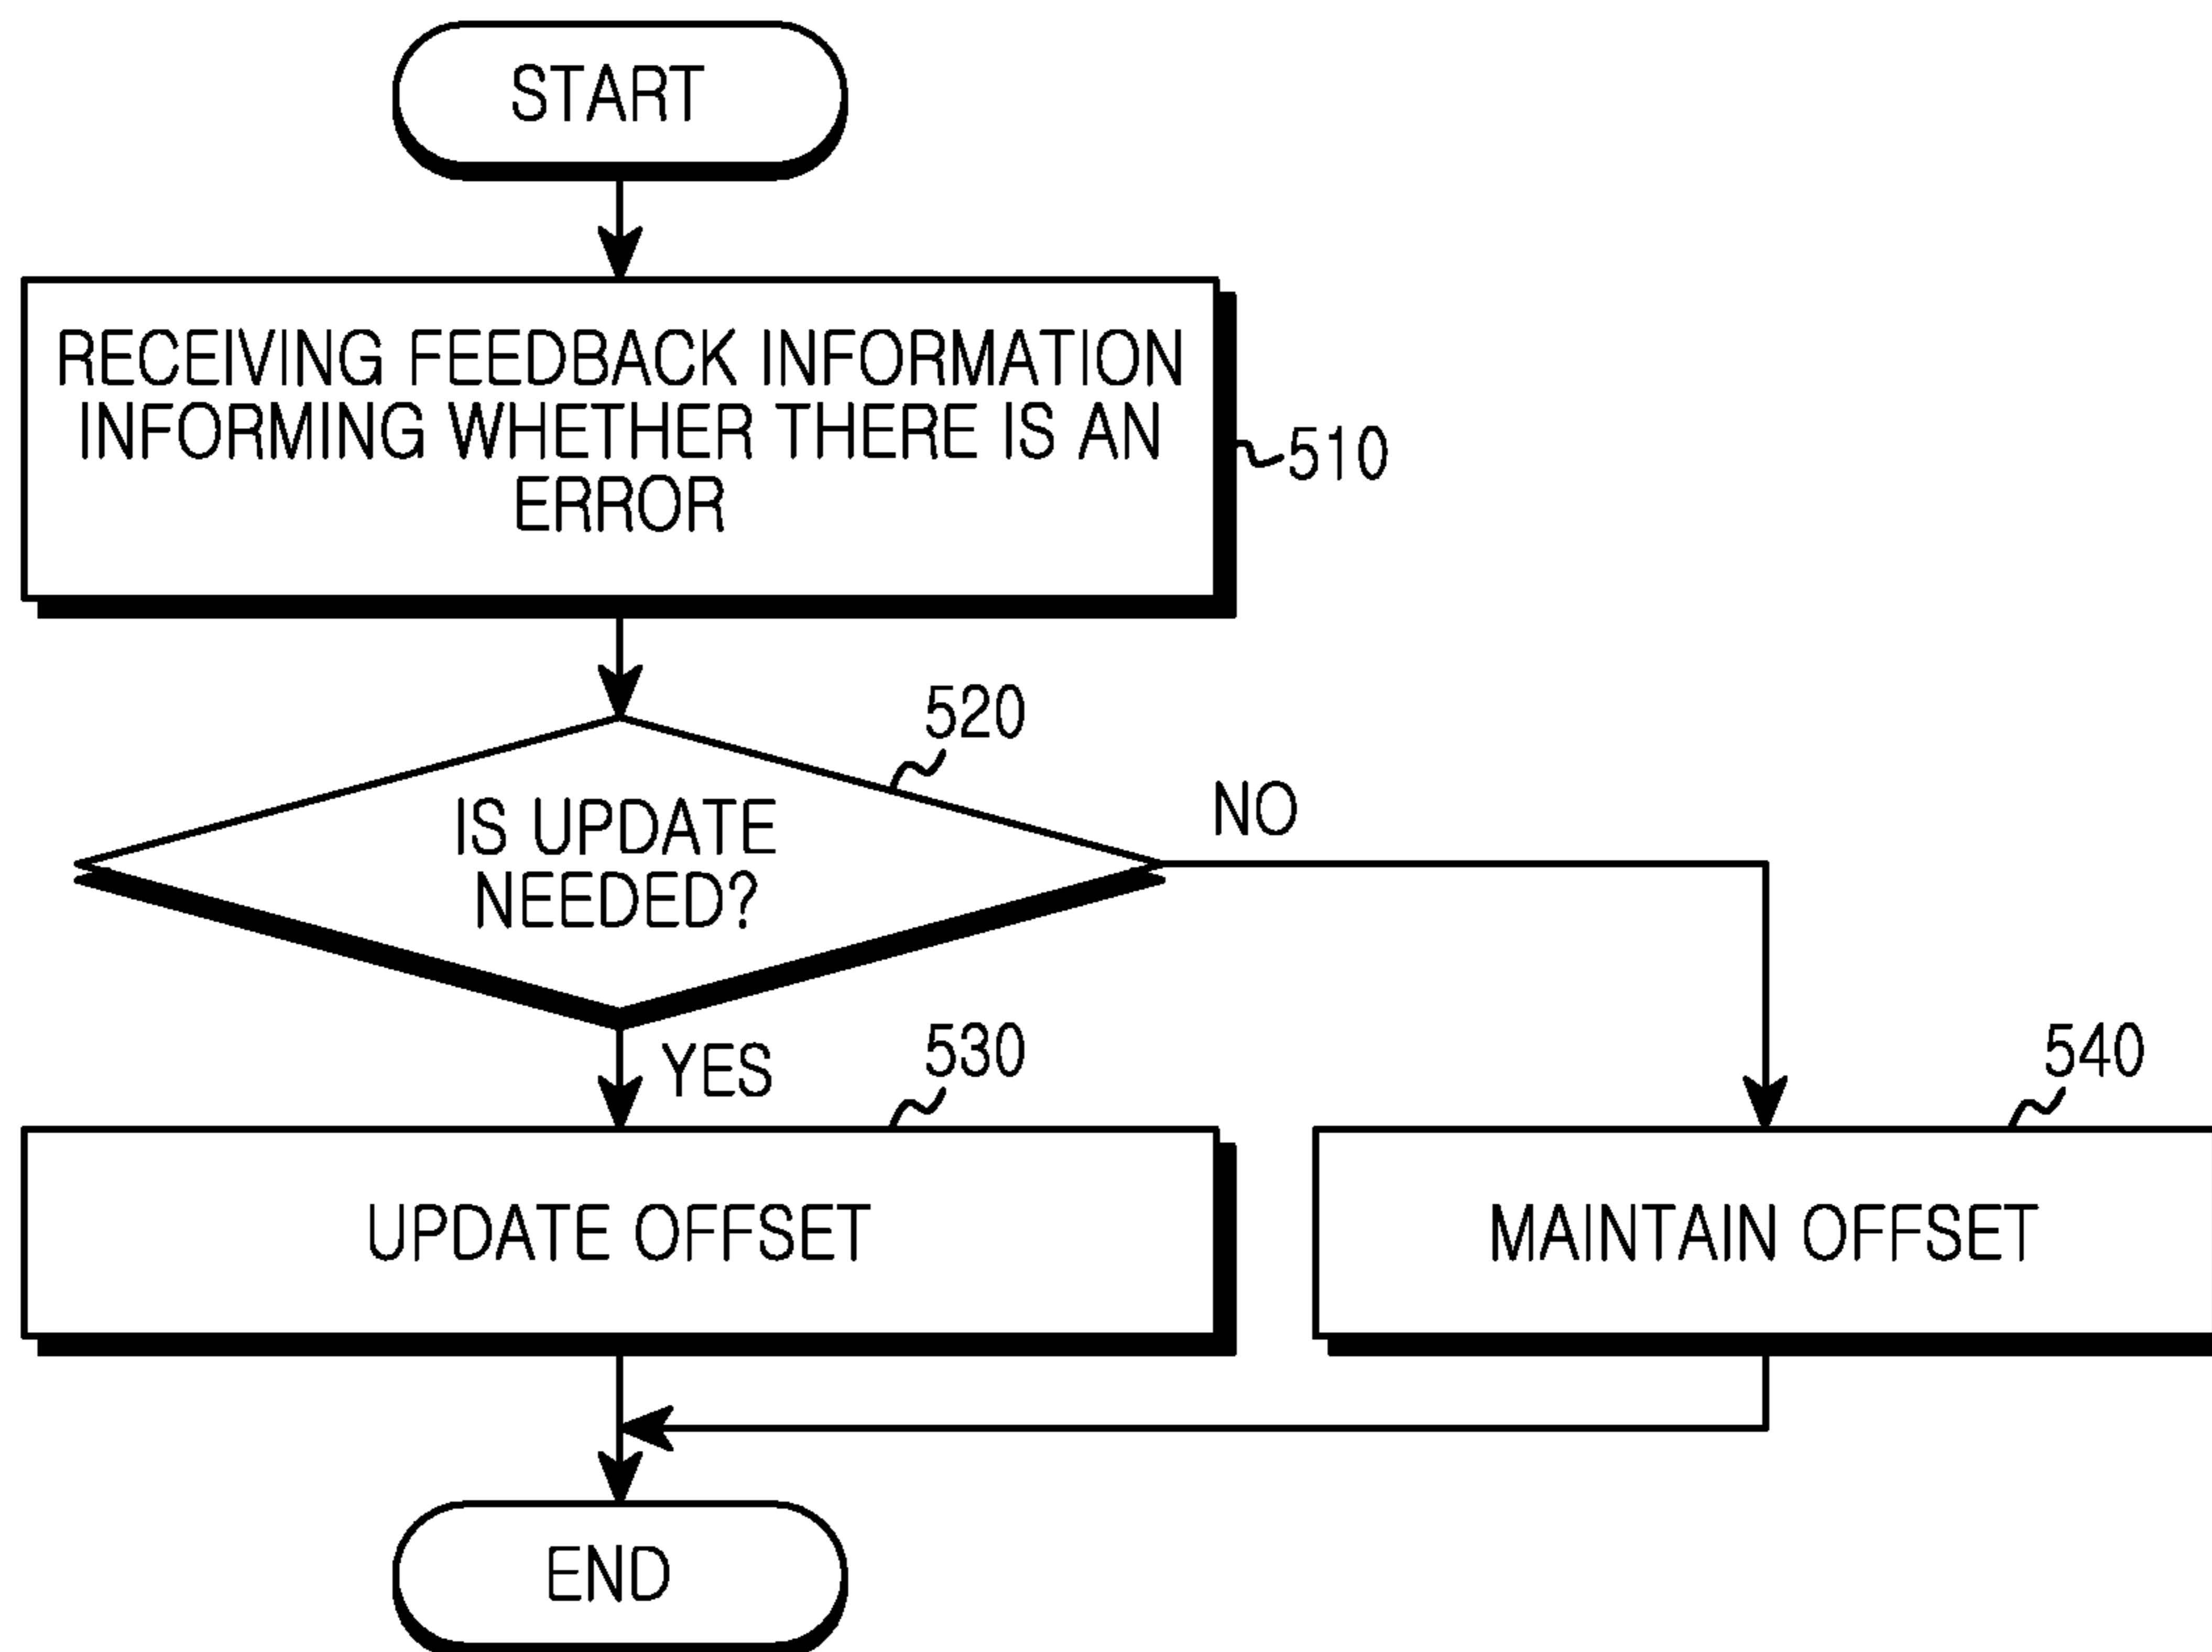 START
RECEIVING FEEDBACK INFORMATION
INFORMING WHETHER THERE IS AN
ERROR
510
520
IS UPDATE
NEEDED?
NO
YES
530
540
UPDATE OFFSET
MAINTAIN OFFSET
END